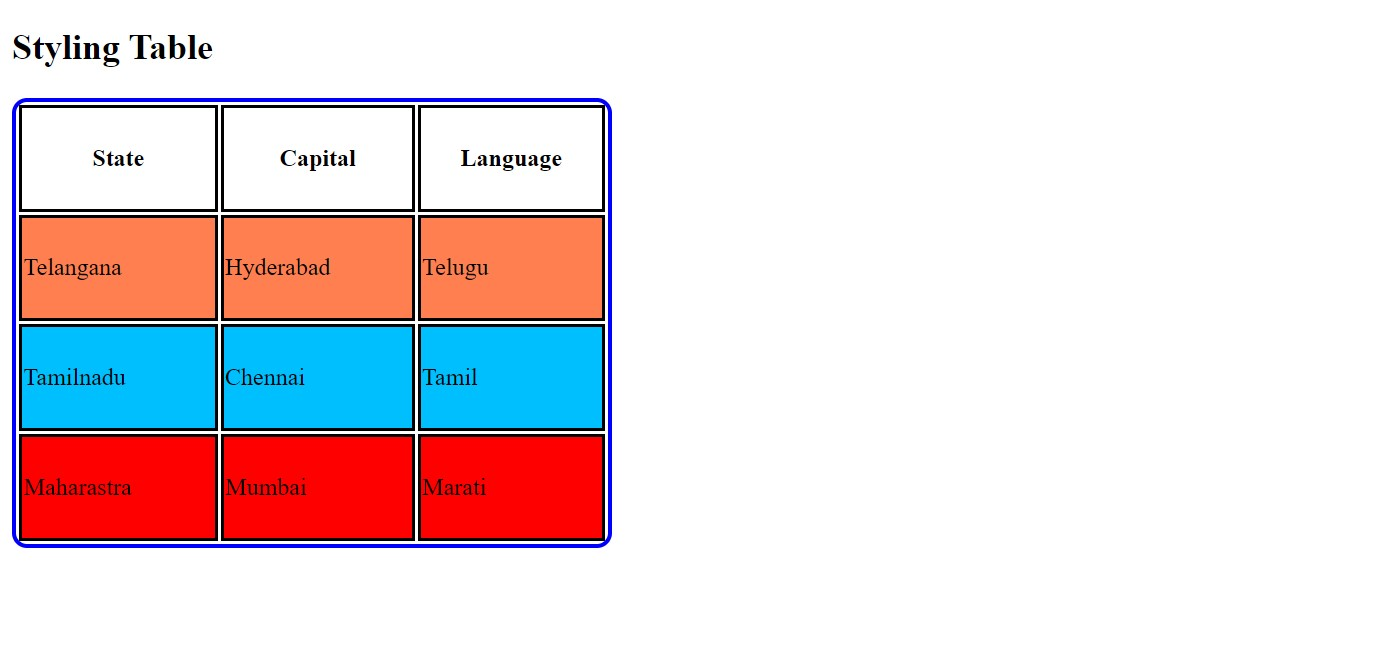 Styling Table
State Capital Language
Telangana Hyderabad Telugu
Tamilnadu Chennai Tamil
Maharastra Mumbai Marati